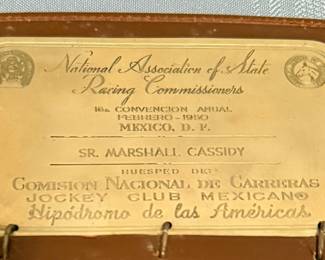 National Association of State
Racing Commissioners
16a. CONVENCION ANUAL
FEBRERO - 1950
MEXICO, D. F.
SR. MARSHALL CASSIDY
HUESPED DE:
COMISION NACIONAL DE CARRERAS
JOCKEY CLUB MEXICANO
Hipódromo de las Américas